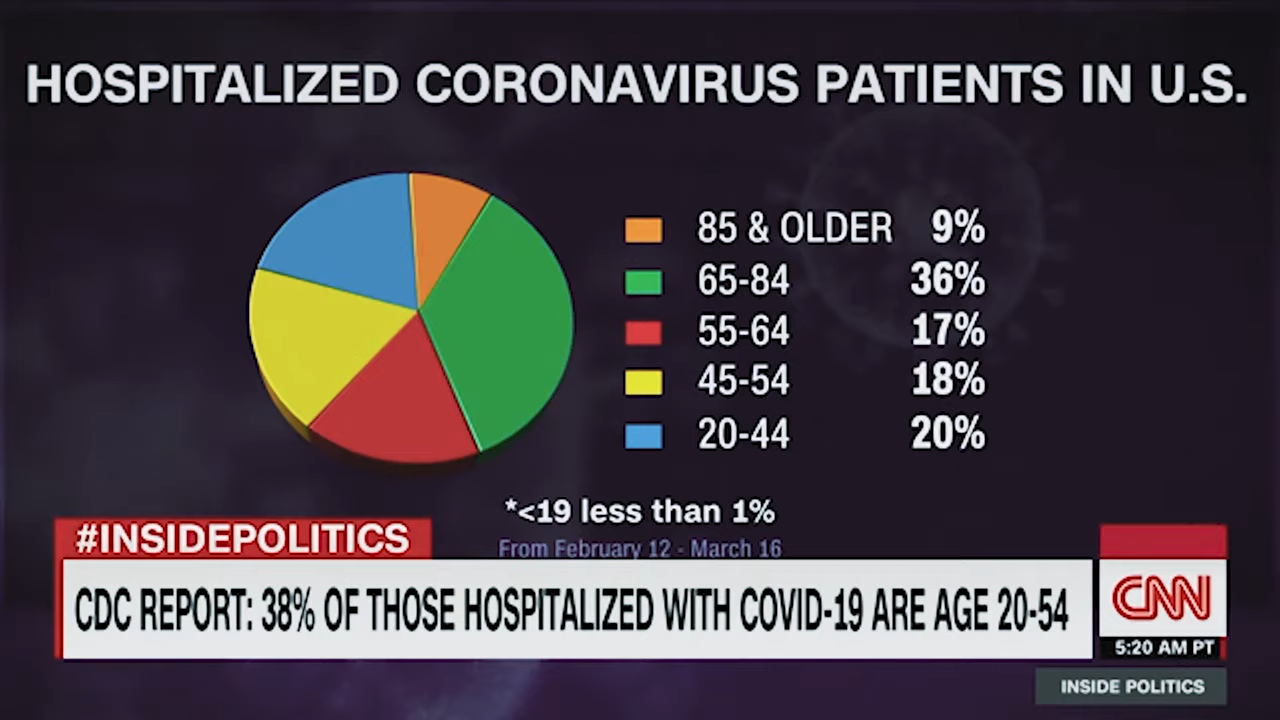 HOSPITALIZED CORONAVIRUS PATIENTS IN U.S.
85 & OLDER 9%
65-84 36%
55-64 17%
45-54 18%
20-44 20%
*<19 less than 1%
From February 12 - March 16
#INSIDEPOLITICS
CDC REPORT: 38% OF THOSE HOSPITALIZED WITH COVID-19 ARE AGE 20-54
CNN
5:20 AM PT
INSIDE POLITICS